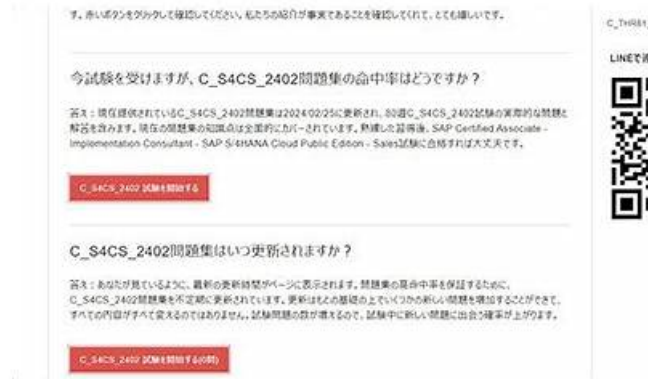 す。赤いボタンをクリックして確認してください。私たちの紹介が事実であることを確認してくれて、とても嬉しいです。
今試験を受けますが、C_S4CS_2402問題集の命中率はどうですか？
答え：現在提供されているC_S4CS_2402問題集は2024/02/25に更新され、80道C_S4CS_2402試験の実際的な問題と
解答を含みます。現在の問題集の知識点は全面的にカバーされています。熟練した習得後、SAP Certified Associate -
Implementation Consultant - SAP S/4HANA Cloud Public Edition - Sales試験に合格すれば大丈夫です。
C_S4CS_2402 試験を開始する
C_S4CS_2402問題集はいつ更新されますか？
答え：あなたが見ているように、最新の更新時間がページに表示されます。問題集の高命中率を保証するために、
C_S4CS_2402問題集を不定期に更新されています。更新はもとの基礎の上でいくつかの新しい問題を増加することができて、
すべての内容がすべて変えるのではありません。試験問題の数が増えるので、試験中に新しい問題に出会う確率が上がります。
C_S4CS_2402 試験を開始する(0問)
C_THR81_
LINEで